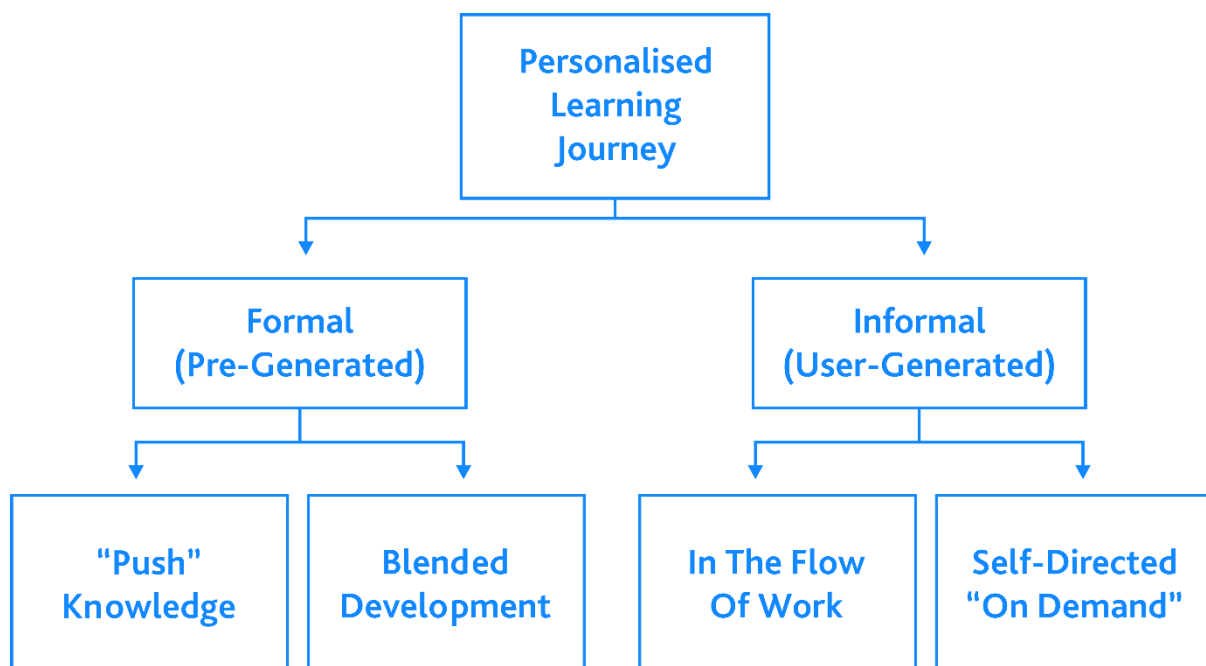 Personalised
Learning
Journey
Formal
(Pre-Generated)
Informal
(User-Generated)
“Push”
Knowledge
Blended
Development
In The Flow
Of Work
Self-Directed
“On Demand”